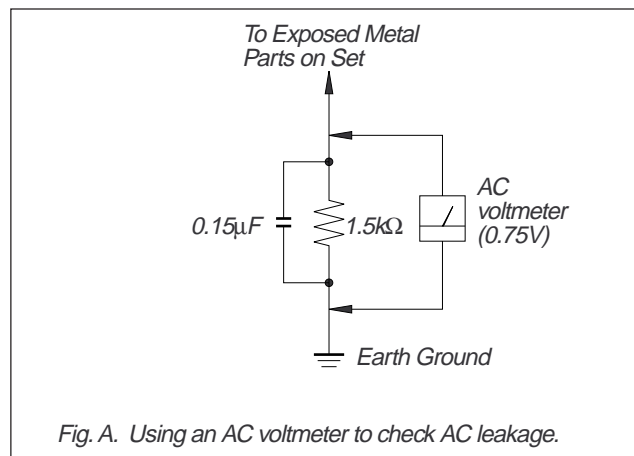 To Exposed Metal
Parts on Set
0.15μF
1.5kΩ
AC
voltmeter
(0.75V)
Earth Ground
Fig. A. Using an AC voltmeter to check AC leakage.